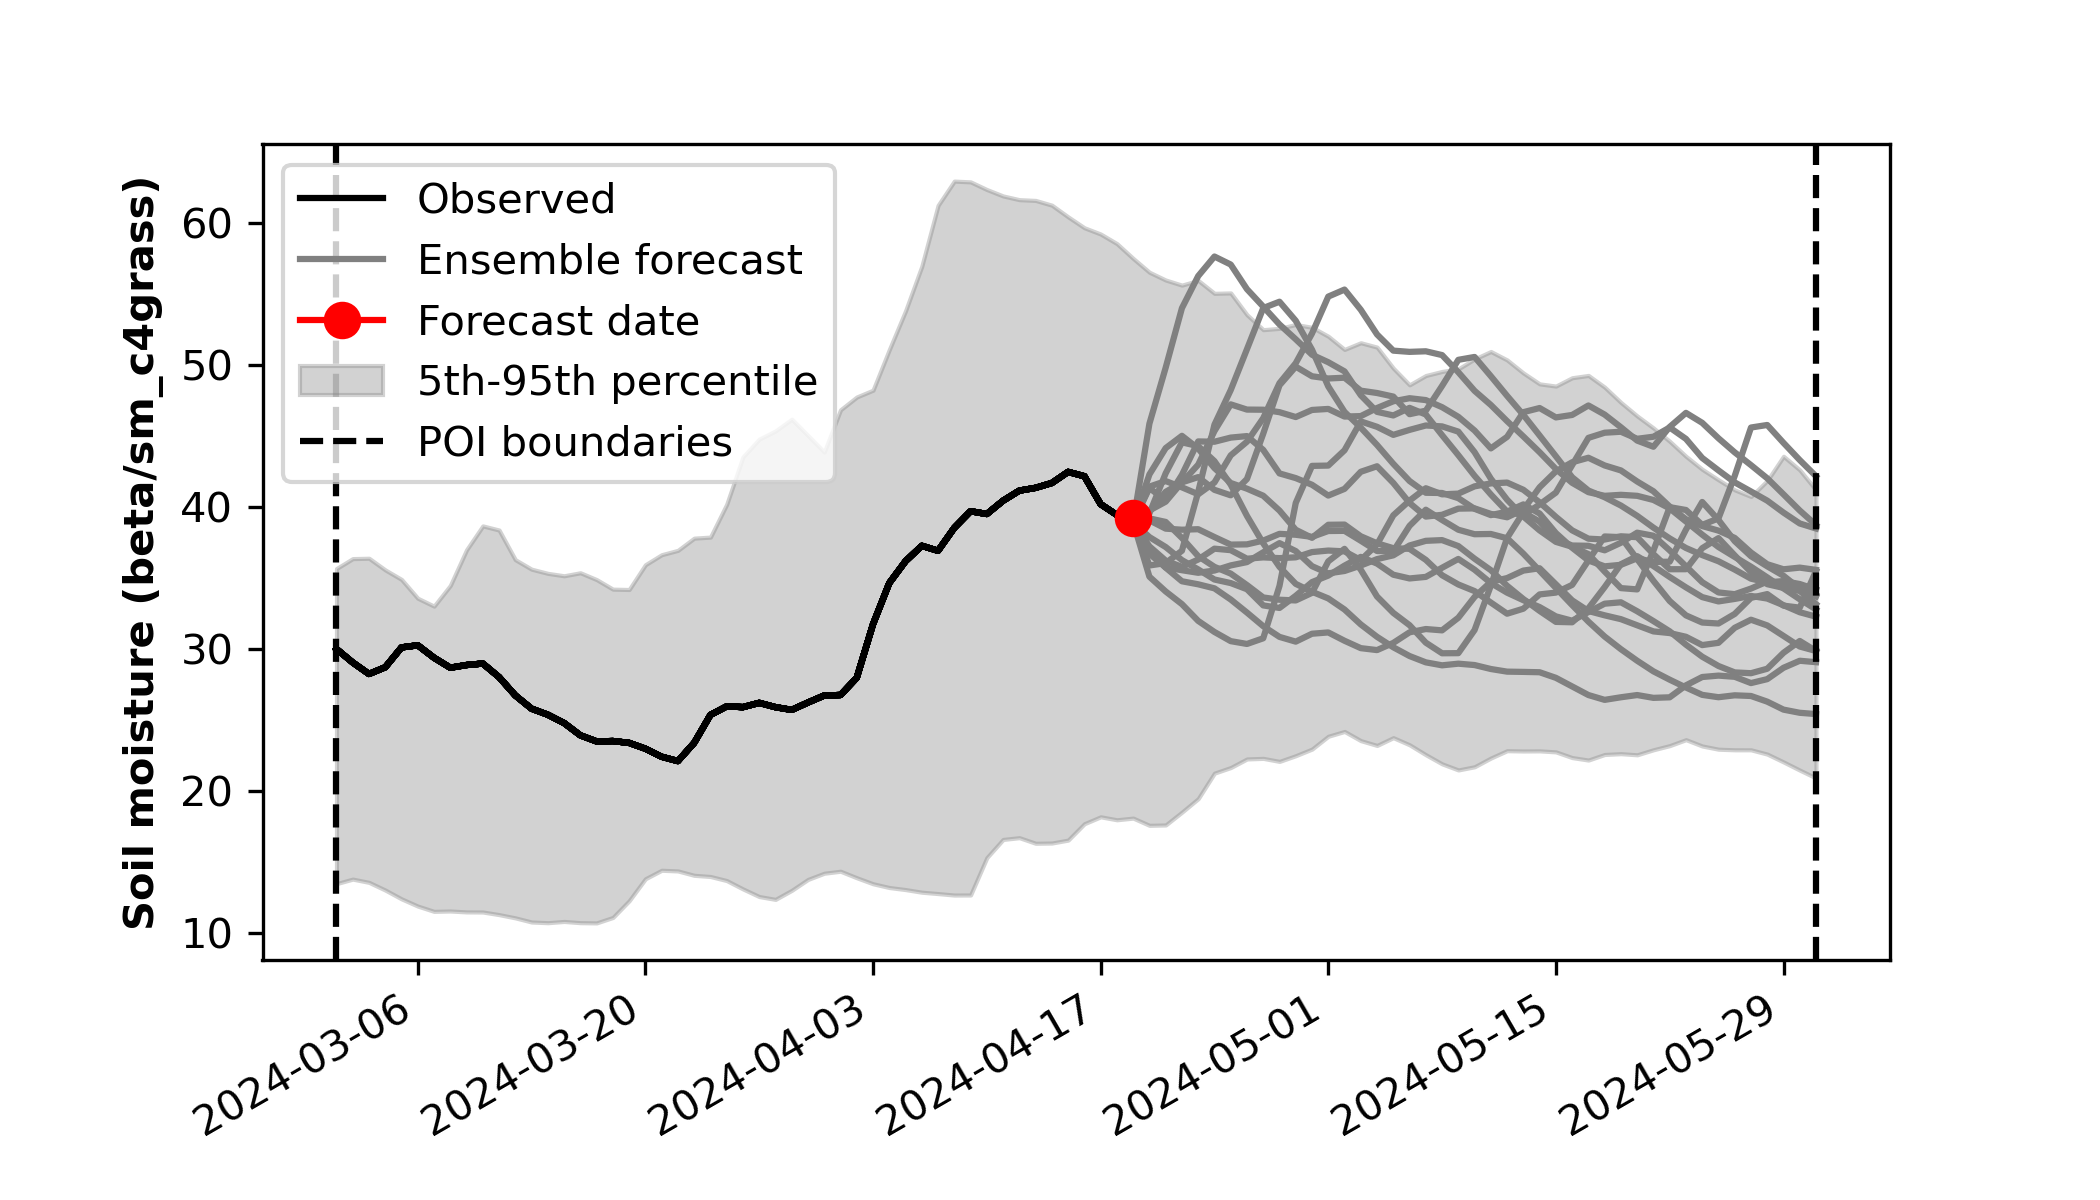 Soil moisture (beta/sm_c4grass)
60
50
40
30
20
10
Observed
Ensemble forecast
Forecast date
5th-95th percentile
POI boundaries
2024-03-06
2024-03-20
2024-04-03
2024-04-17
2024-05-01
2024-05-15
2024-05-29